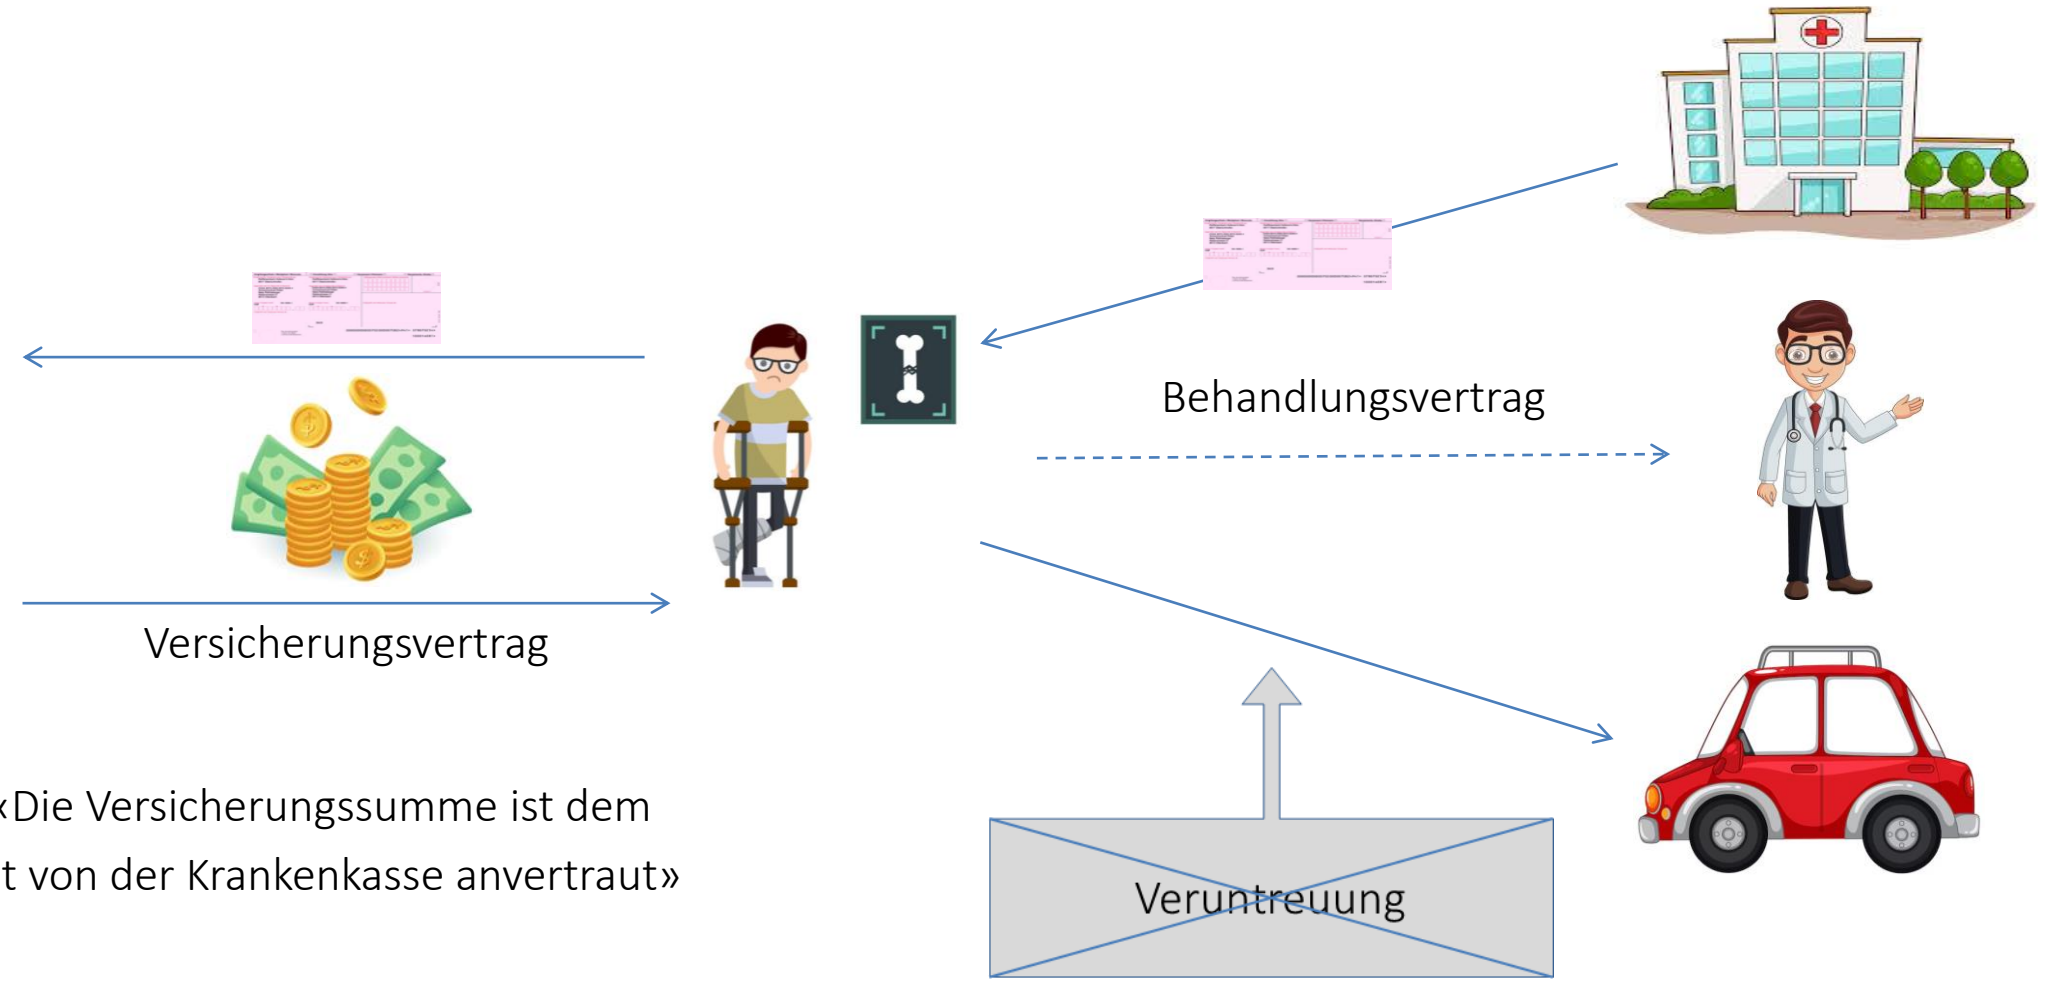 Behandlungsvertrag
Versicherungsvertrag
«Die Versicherungssumme ist dem
t von der Krankenkasse anvertraut»
Veruntreuung